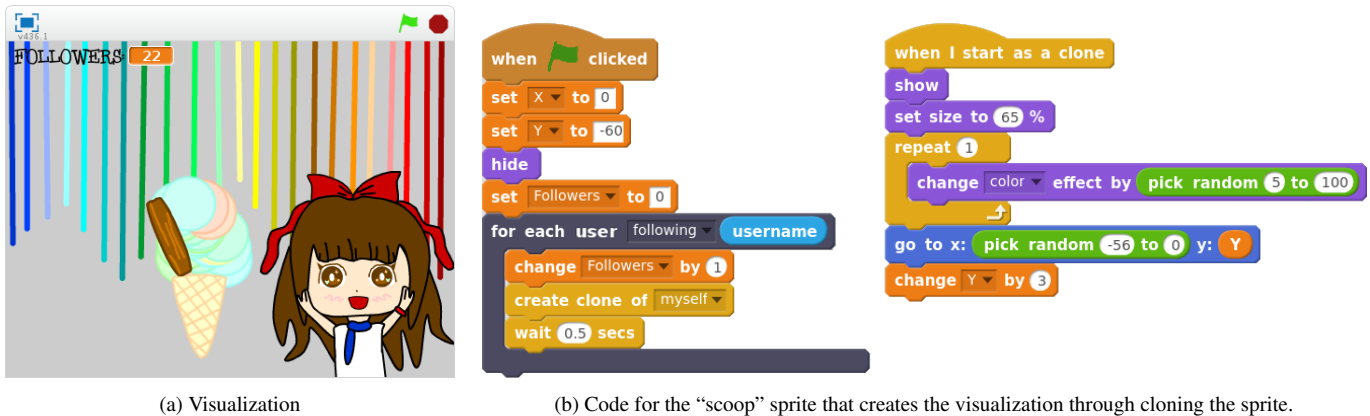 v436.1
FOLLOWERS 22
when clicked
set X to 0
set Y to -60
hide
set Followers to 0
for each user following username
change Followers by 1
create clone of myself
wait 0.5 secs
when I start as a clone
show
set size to 65 %
repeat 1
change color effect by pick random 5 to 100
go to x: pick random -56 to 0 y: Y
change Y by 3
(a) Visualization
(b) Code for the “scoop” sprite that creates the visualization through cloning the sprite.